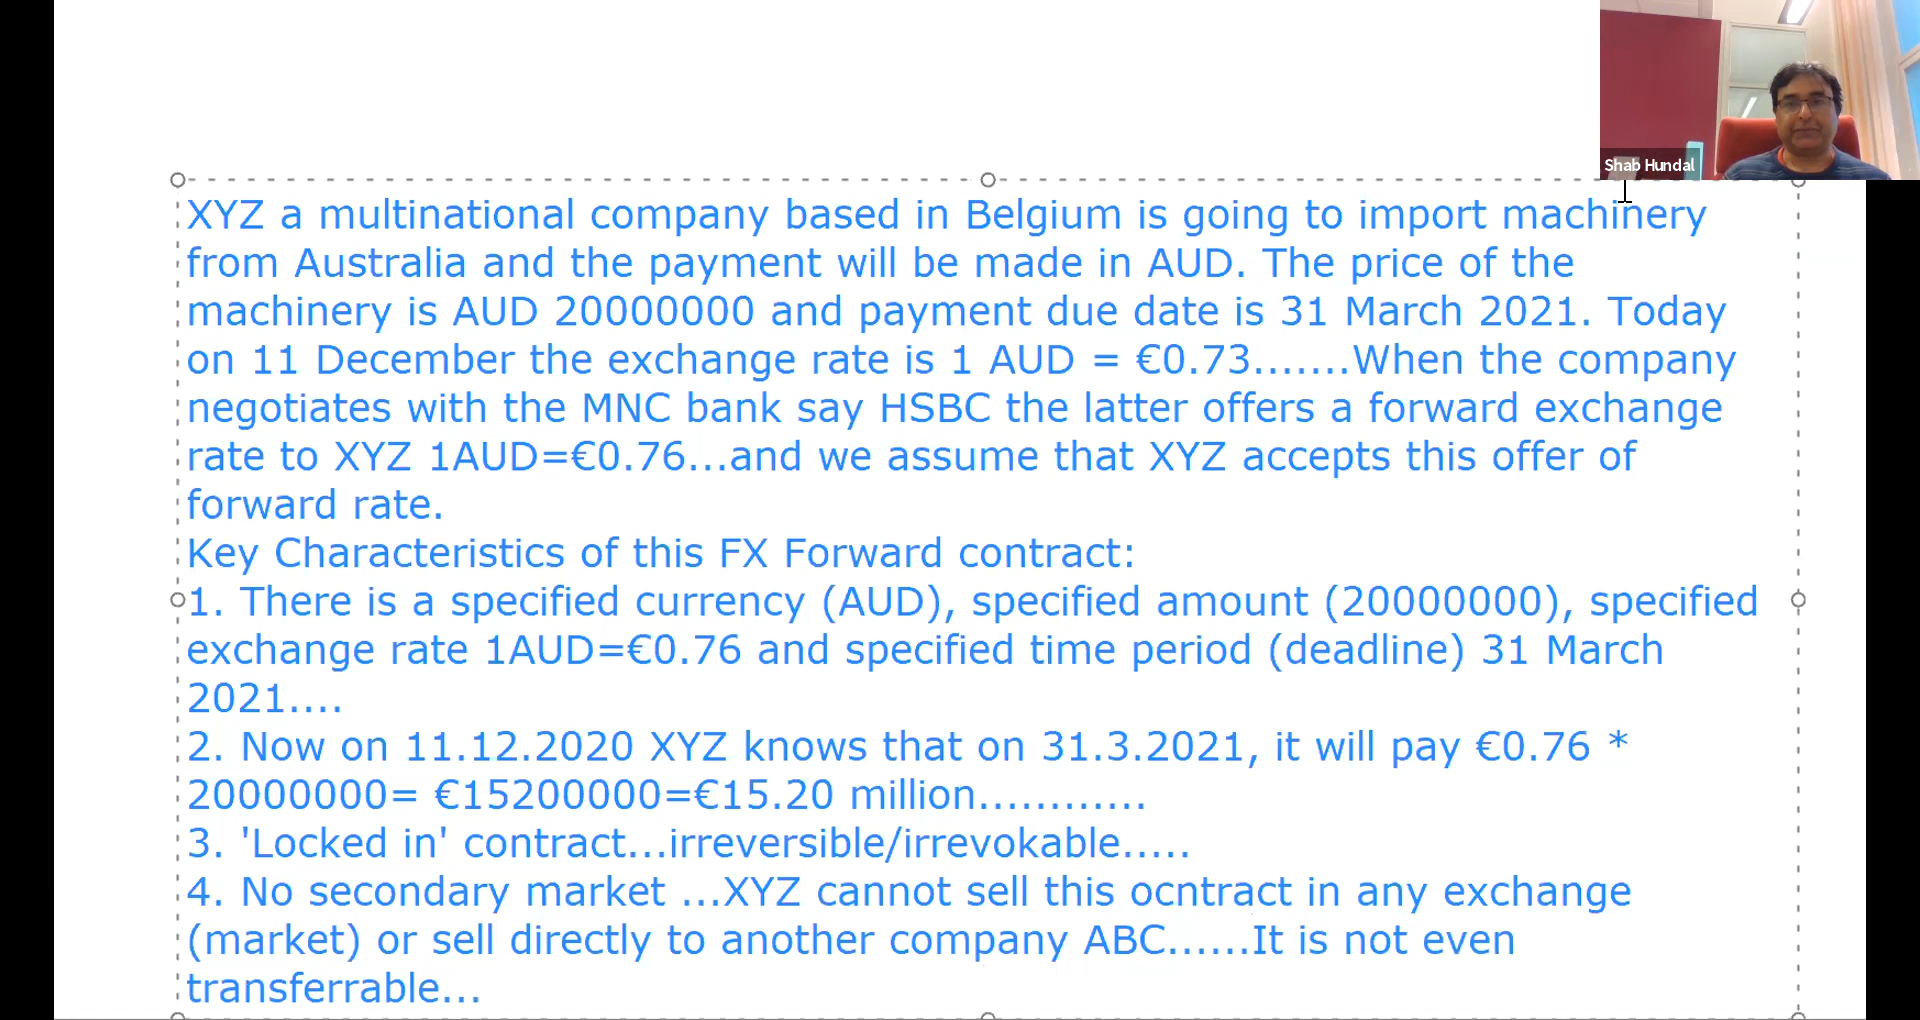 Shab Hundal
XYZ a multinational company based in Belgium is going to import machinery
from Australia and the payment will be made in AUD. The price of the
machinery is AUD 20000000 and payment due date is 31 March 2021. Today
on 11 December the exchange rate is 1 AUD = €0.73.......When the company
negotiates with the MNC bank say HSBC the latter offers a forward exchange
rate to XYZ 1AUD=€0.76...and we assume that XYZ accepts this offer of
forward rate.
Key Characteristics of this FX Forward contract:
1. There is a specified currency (AUD), specified amount (20000000), specified
exchange rate 1AUD=€0.76 and specified time period (deadline) 31 March
2021....
2. Now on 11.12.2020 XYZ knows that on 31.3.2021, it will pay €0.76 *
20000000= €15200000=€15.20 million............
3. 'Locked in' contract...irreversible/irrevokable.....
4. No secondary market ...XYZ cannot sell this ocntract in any exchange
(market) or sell directly to another company ABC......It is not even
transferrable...